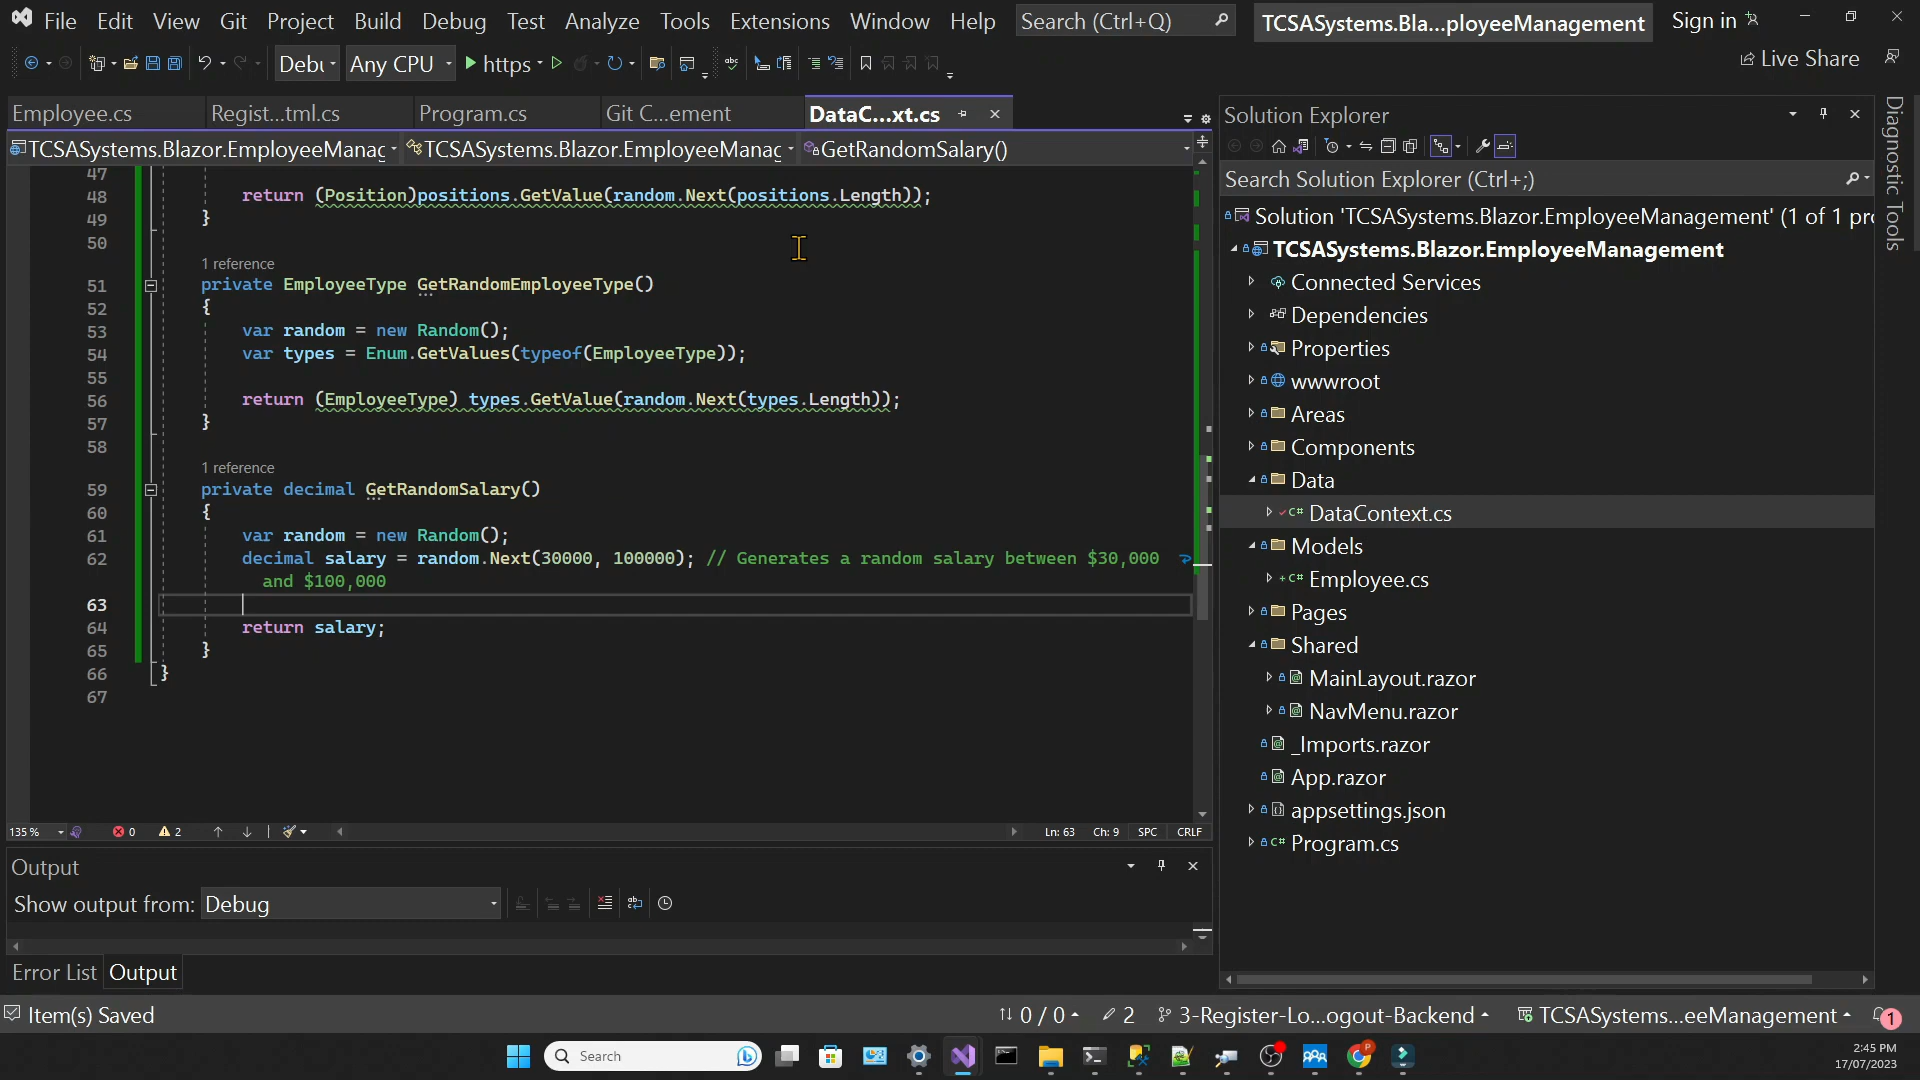 File Edit View Git Project Build Debug Test Analyze Tools Extensions Window Help Search (Ctrl+Q) TCSASystems.Bla...ployeeManagement Sign in
Debu Any CPU https Live Share
Employee.cs Regist...tml.cs Program.cs Git C...ement DataC...xt.cs
TCSASystems.Blazor.EmployeeManag TCSASystems.Blazor.EmployeeManag GetRandomSalary()
47
48 return (Position)positions.GetValue(random.Next(positions.Length));
49 }
50
1 reference
51 private EmployeeType GetRandomEmployeeType()
52 {
53 var random = new Random();
54 var types = Enum.GetValues(typeof(EmployeeType));
55
56 return (EmployeeType) types.GetValue(random.Next(types.Length));
57 }
58
1 reference
59 private decimal GetRandomSalary()
60 {
61 var random = new Random();
62 decimal salary = random.Next(30000, 100000); // Generates a random salary between $30,000
and $100,000
63
64 return salary;
65 }
66 }
67
135 % 0 2 Ln: 63 Ch: 9 SPC CRLF
Output
Show output from: Debug
Error List Output
Solution Explorer
Search Solution Explorer (Ctrl+;)
Solution 'TCSASystems.Blazor.EmployeeManagement' (1 of 1 pro
TCSASystems.Blazor.EmployeeManagement
Connected Services
Dependencies
Properties
wwwroot
Areas
Components
Data
C# DataContext.cs
Models
C# Employee.cs
Pages
Shared
MainLayout.razor
NavMenu.razor
_Imports.razor
App.razor
appsettings.json
C# Program.cs
Diagnostic Tools
Item(s) Saved 0 / 0 2 3-Register-Lo...ogout-Backend TCSASystems...eeManagement 1
Search
2:45 PM
17/07/2023